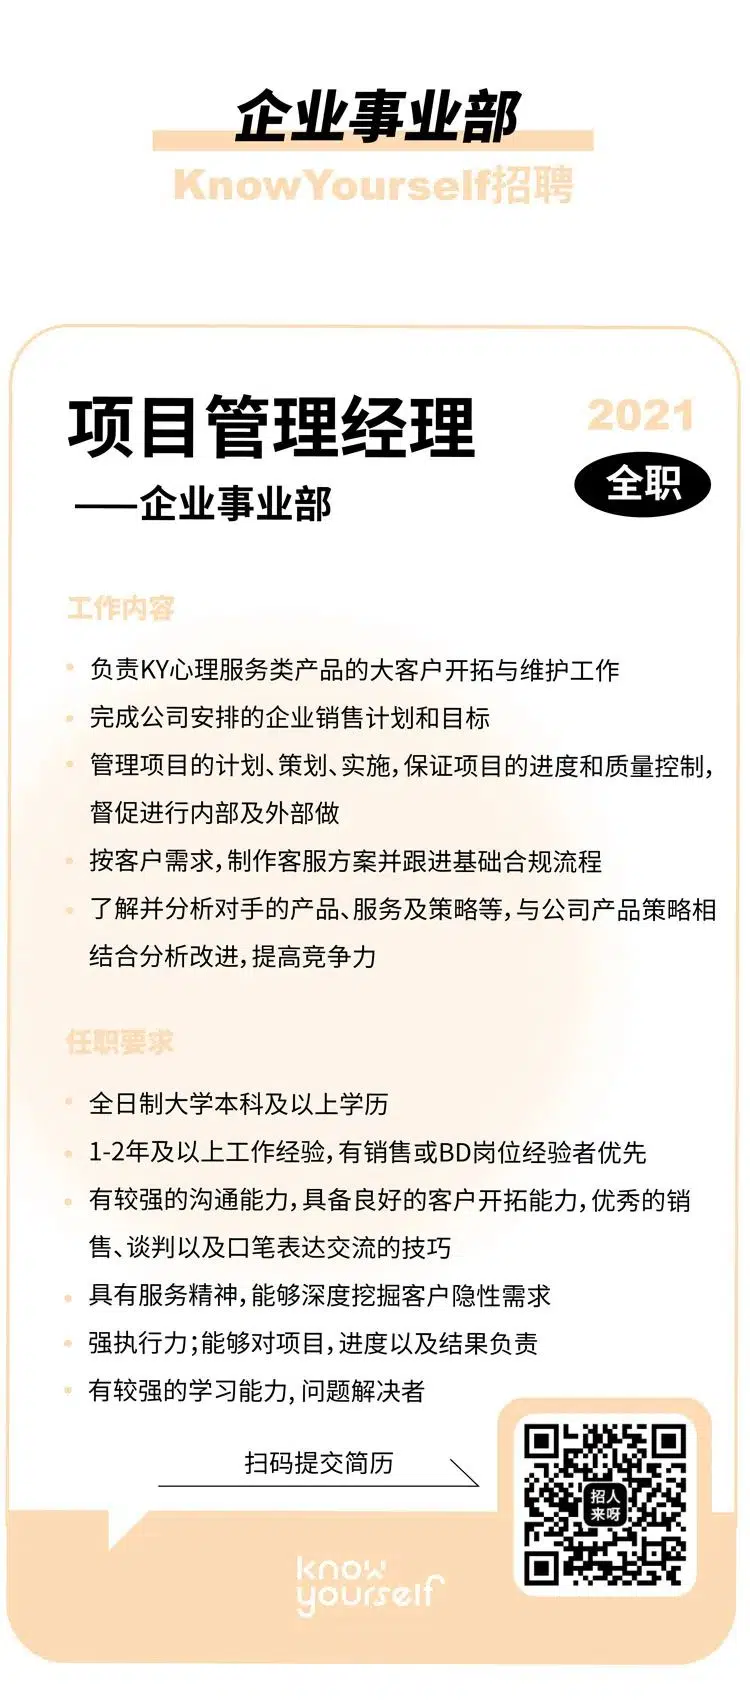 企业事业部
KnowYourself招聘
项目管理经理
2021
——企业事业部
全职
工作内容
• 负责KY心理服务类产品的大客户开拓与维护工作
• 完成公司安排的企业销售计划和目标
• 管理项目的计划、策划、实施，保证项目的进度和质量控制，
督促进行内部及外部做
• 按客户需求，制作客服方案并跟进基础合规流程
• 了解并分析对手的产品、服务及策略等，与公司产品策略相
结合分析改进，提高竞争力
任职要求
• 全日制大学本科及以上学历
• 1-2年及以上工作经验，有销售或BD岗位经验者优先
• 有较强的沟通能力，具备良好的客户开拓能力，优秀的销
售、谈判以及口笔表达交流的技巧
• 具有服务精神，能够深度挖掘客户隐性需求
• 强执行力；能够对项目，进度以及结果负责
• 有较强的学习能力, 问题解决者
扫码提交简历
招人
来呀
know
yourself